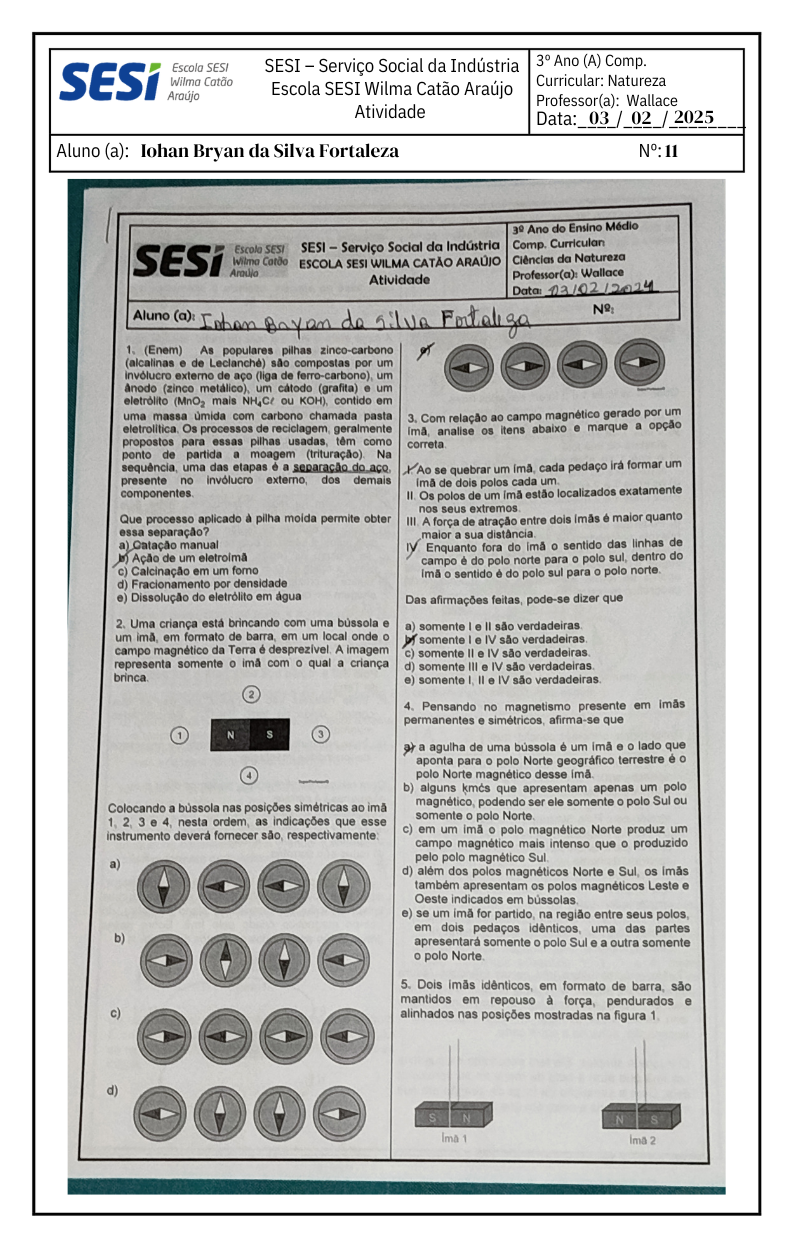 SESI
Escola SESI
Wilma Catão
Araújo
SESI – Serviço Social da Indústria
Escola SESI Wilma Catão Araújo
Atividade
3º Ano (A) Comp.
Curricular: Natureza
Professor(a): Wallace
Data: 03 / 02 / 2025
Aluno (a): Iohan Bryan da Silva Fortaleza
Nº: 11
SESI
Escola SESI
Wilma Catão
Araújo
SESI – Serviço Social da Indústria
ESCOLA SESI WILMA CATÃO ARAÚJO
Atividade
3º Ano do Ensino Médio
Comp. Curricular:
Ciências da Natureza
Professor(a): Wallace
Data: 03/02/2024
Aluno (a): Iohan Bryan da Silva Fortaleza
Nº:
1. (Enem) As populares pilhas zinco-carbono
(alcalinas e de Leclanché) são compostas por um
invólucro externo de aço (liga de ferro-carbono), um
ânodo (zinco metálico), um cátodo (grafita) e um
eletrólito (MnO₂ mais NH₄Cℓ ou KOH), contido em
uma massa úmida com carbono chamada pasta
eletrolítica. Os processos de reciclagem, geralmente
propostos para essas pilhas usadas, têm como
ponto de partida a moagem (trituração). Na
sequência, uma das etapas é a separação do aço,
presente no invólucro externo, dos demais
componentes.
Que processo aplicado à pilha moída permite obter
essa separação?
a) Catação manual
b) Ação de um eletroímã
c) Calcinação em um forno
d) Fracionamento por densidade
e) Dissolução do eletrólito em água
2. Uma criança está brincando com uma bússola e
um imã, em formato de barra, em um local onde o
campo magnético da Terra é desprezível. A imagem
representa somente o imã com o qual a criança
brinca.
2
1 N S 3
4
Colocando a bússola nas posições simétricas ao imã
1, 2, 3 e 4, nesta ordem, as indicações que esse
instrumento deverá fornecer são, respectivamente:
a)
b)
c)
d)
e)
3. Com relação ao campo magnético gerado por um
ímã, analise os itens abaixo e marque a opção
correta.
I. Ao se quebrar um ímã, cada pedaço irá formar um
ímã de dois polos cada um.
II. Os polos de um ímã estão localizados exatamente
nos seus extremos.
III. A força de atração entre dois imãs é maior quanto
maior a sua distância.
IV. Enquanto fora do ímã o sentido das linhas de
campo é do polo norte para o polo sul, dentro do
ímã o sentido é do polo sul para o polo norte.
Das afirmações feitas, pode-se dizer que
a) somente I e II são verdadeiras.
b) somente I e IV são verdadeiras.
c) somente II e IV são verdadeiras.
d) somente III e IV são verdadeiras.
e) somente I, II e IV são verdadeiras.
4. Pensando no magnetismo presente em imãs
permanentes e simétricos, afirma-se que
a) a agulha de uma bússola é um ímã e o lado que
aponta para o polo Norte geográfico terrestre é o
polo Norte magnético desse ímã.
b) alguns que apresentam apenas um polo
magnético, podendo ser ele somente o polo Sul ou
somente o polo Norte.
c) em um imã o polo magnético Norte produz um
campo magnético mais intenso que o produzido
pelo polo magnético Sul.
d) além dos polos magnéticos Norte e Sul, os ímãs
também apresentam os polos magnéticos Leste e
Oeste indicados em bússolas.
e) se um imã for partido, na região entre seus polos,
em dois pedaços idênticos, uma das partes
apresentará somente o polo Sul e a outra somente
o polo Norte.
5. Dois ímãs idênticos, em formato de barra, são
mantidos em repouso à força, pendurados e
alinhados nas posições mostradas na figura 1.
S N
N S
Ímã 1
Ímã 2